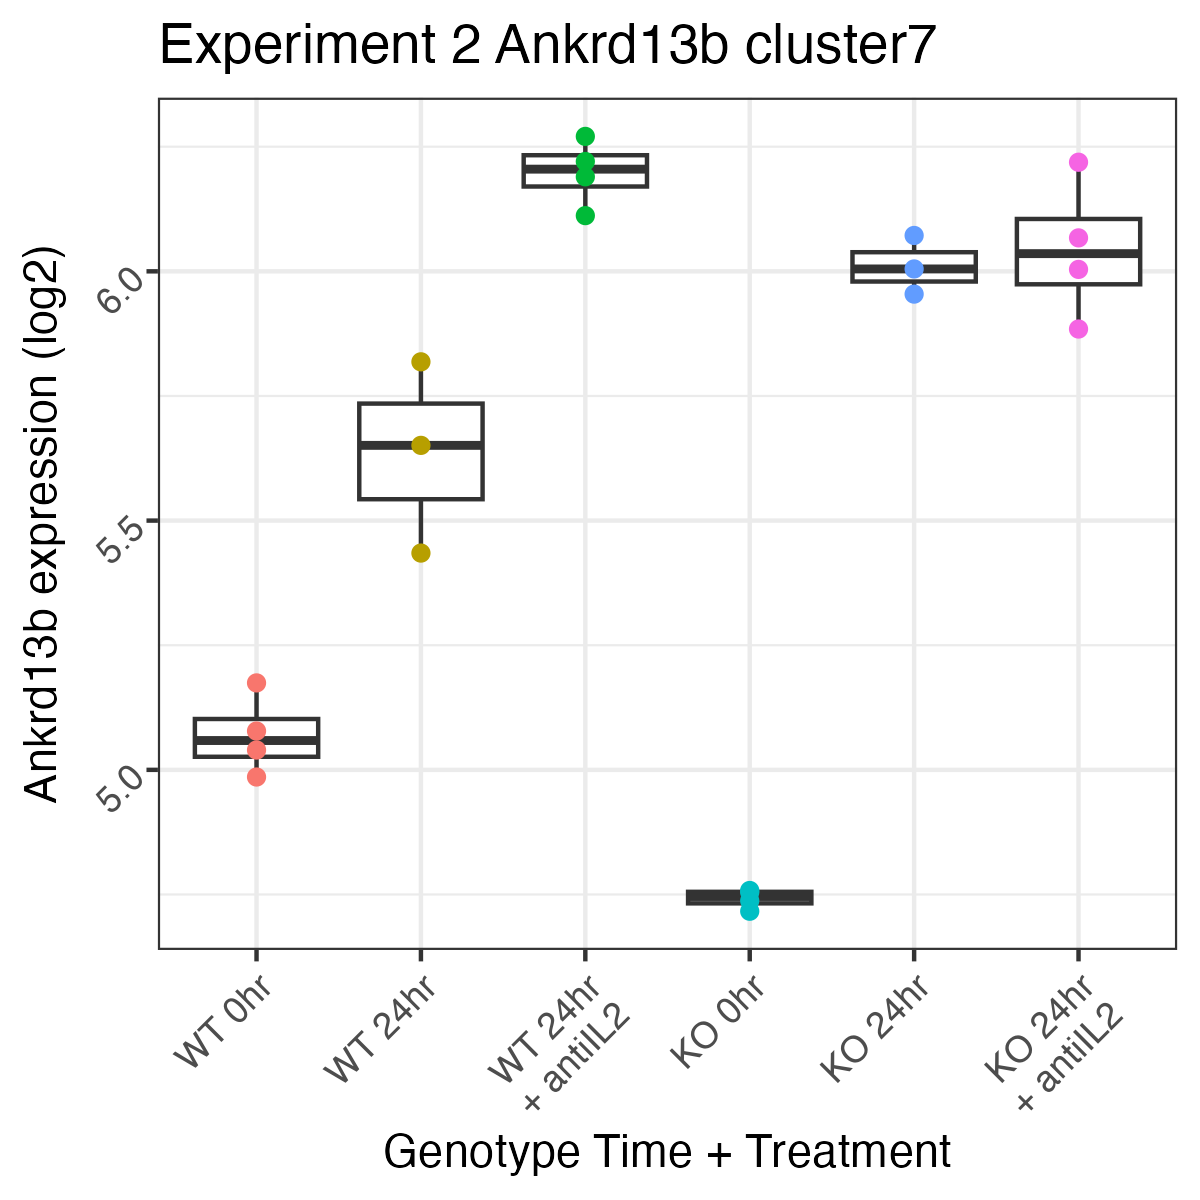 Experiment 2 Ankrd13b cluster7
Ankrd13b expression (log2)
6.0
5.5
5.0
WT 0hr
WT 24hr
WT 24hr
+ antiIL2
KO 0hr
KO 24hr
KO 24hr
+ antiIL2
Genotype Time + Treatment